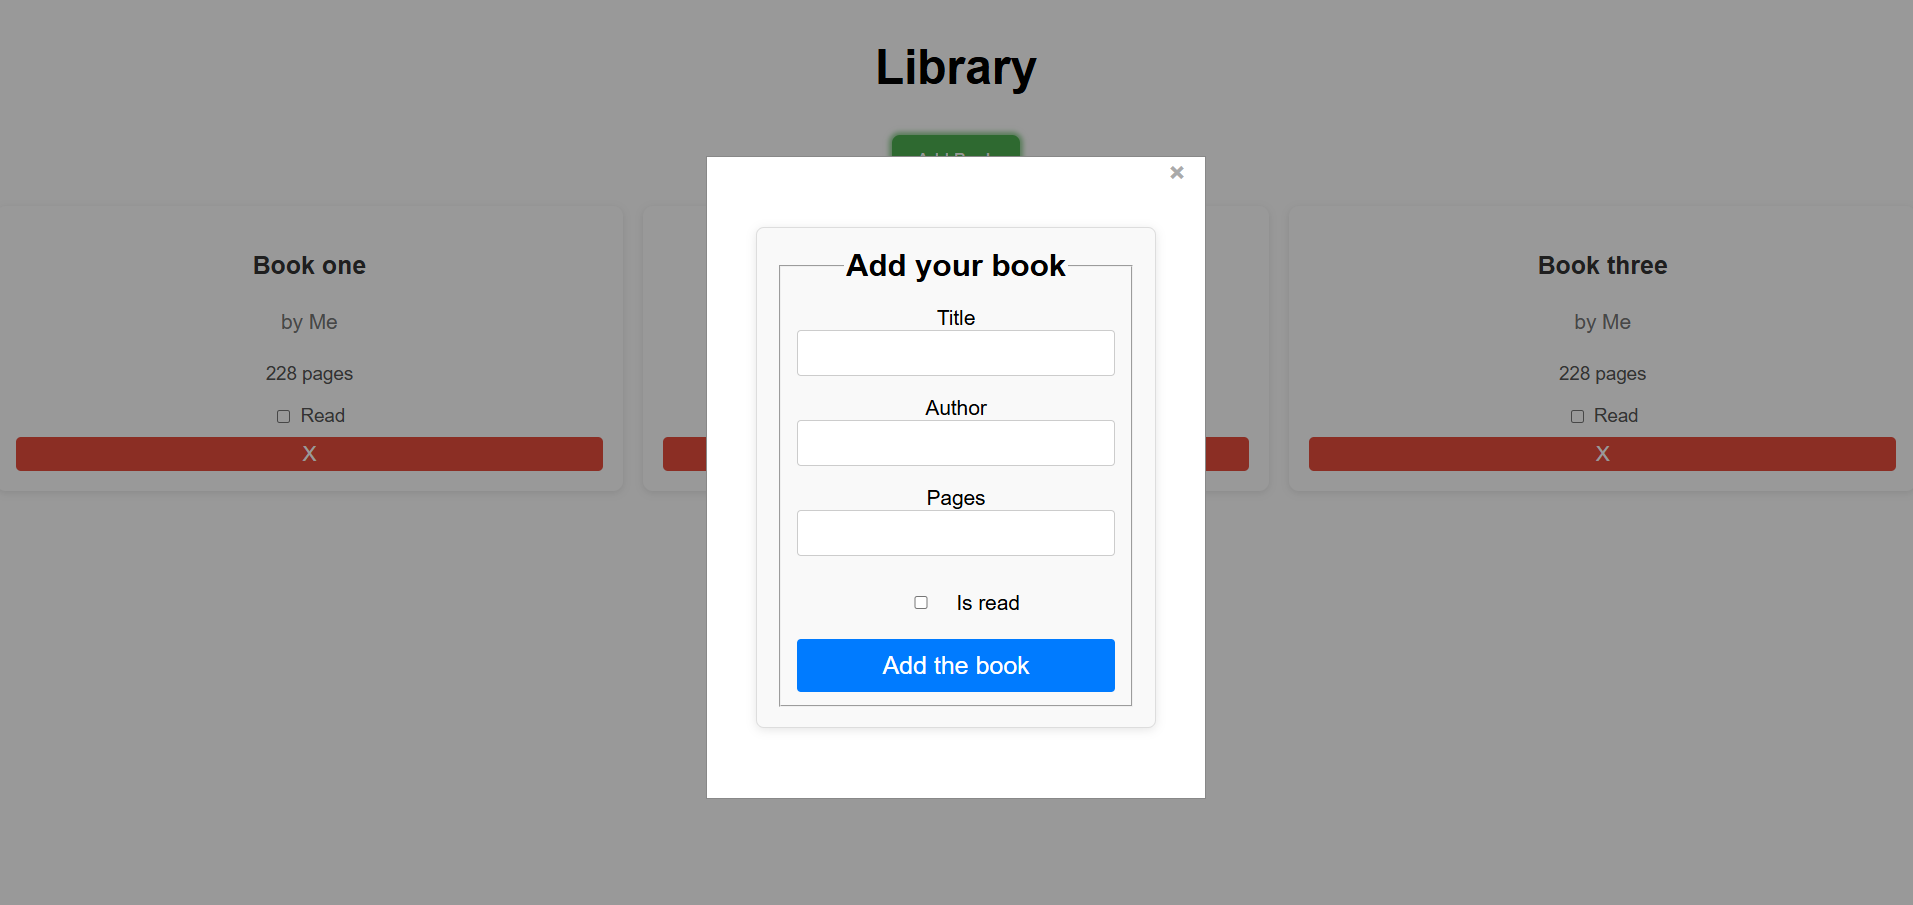 Library
×
Book one
by Me
228 pages
Read
X
Add your book
Title
Author
Pages
Is read
Add the book
Book three
by Me
228 pages
Read
X